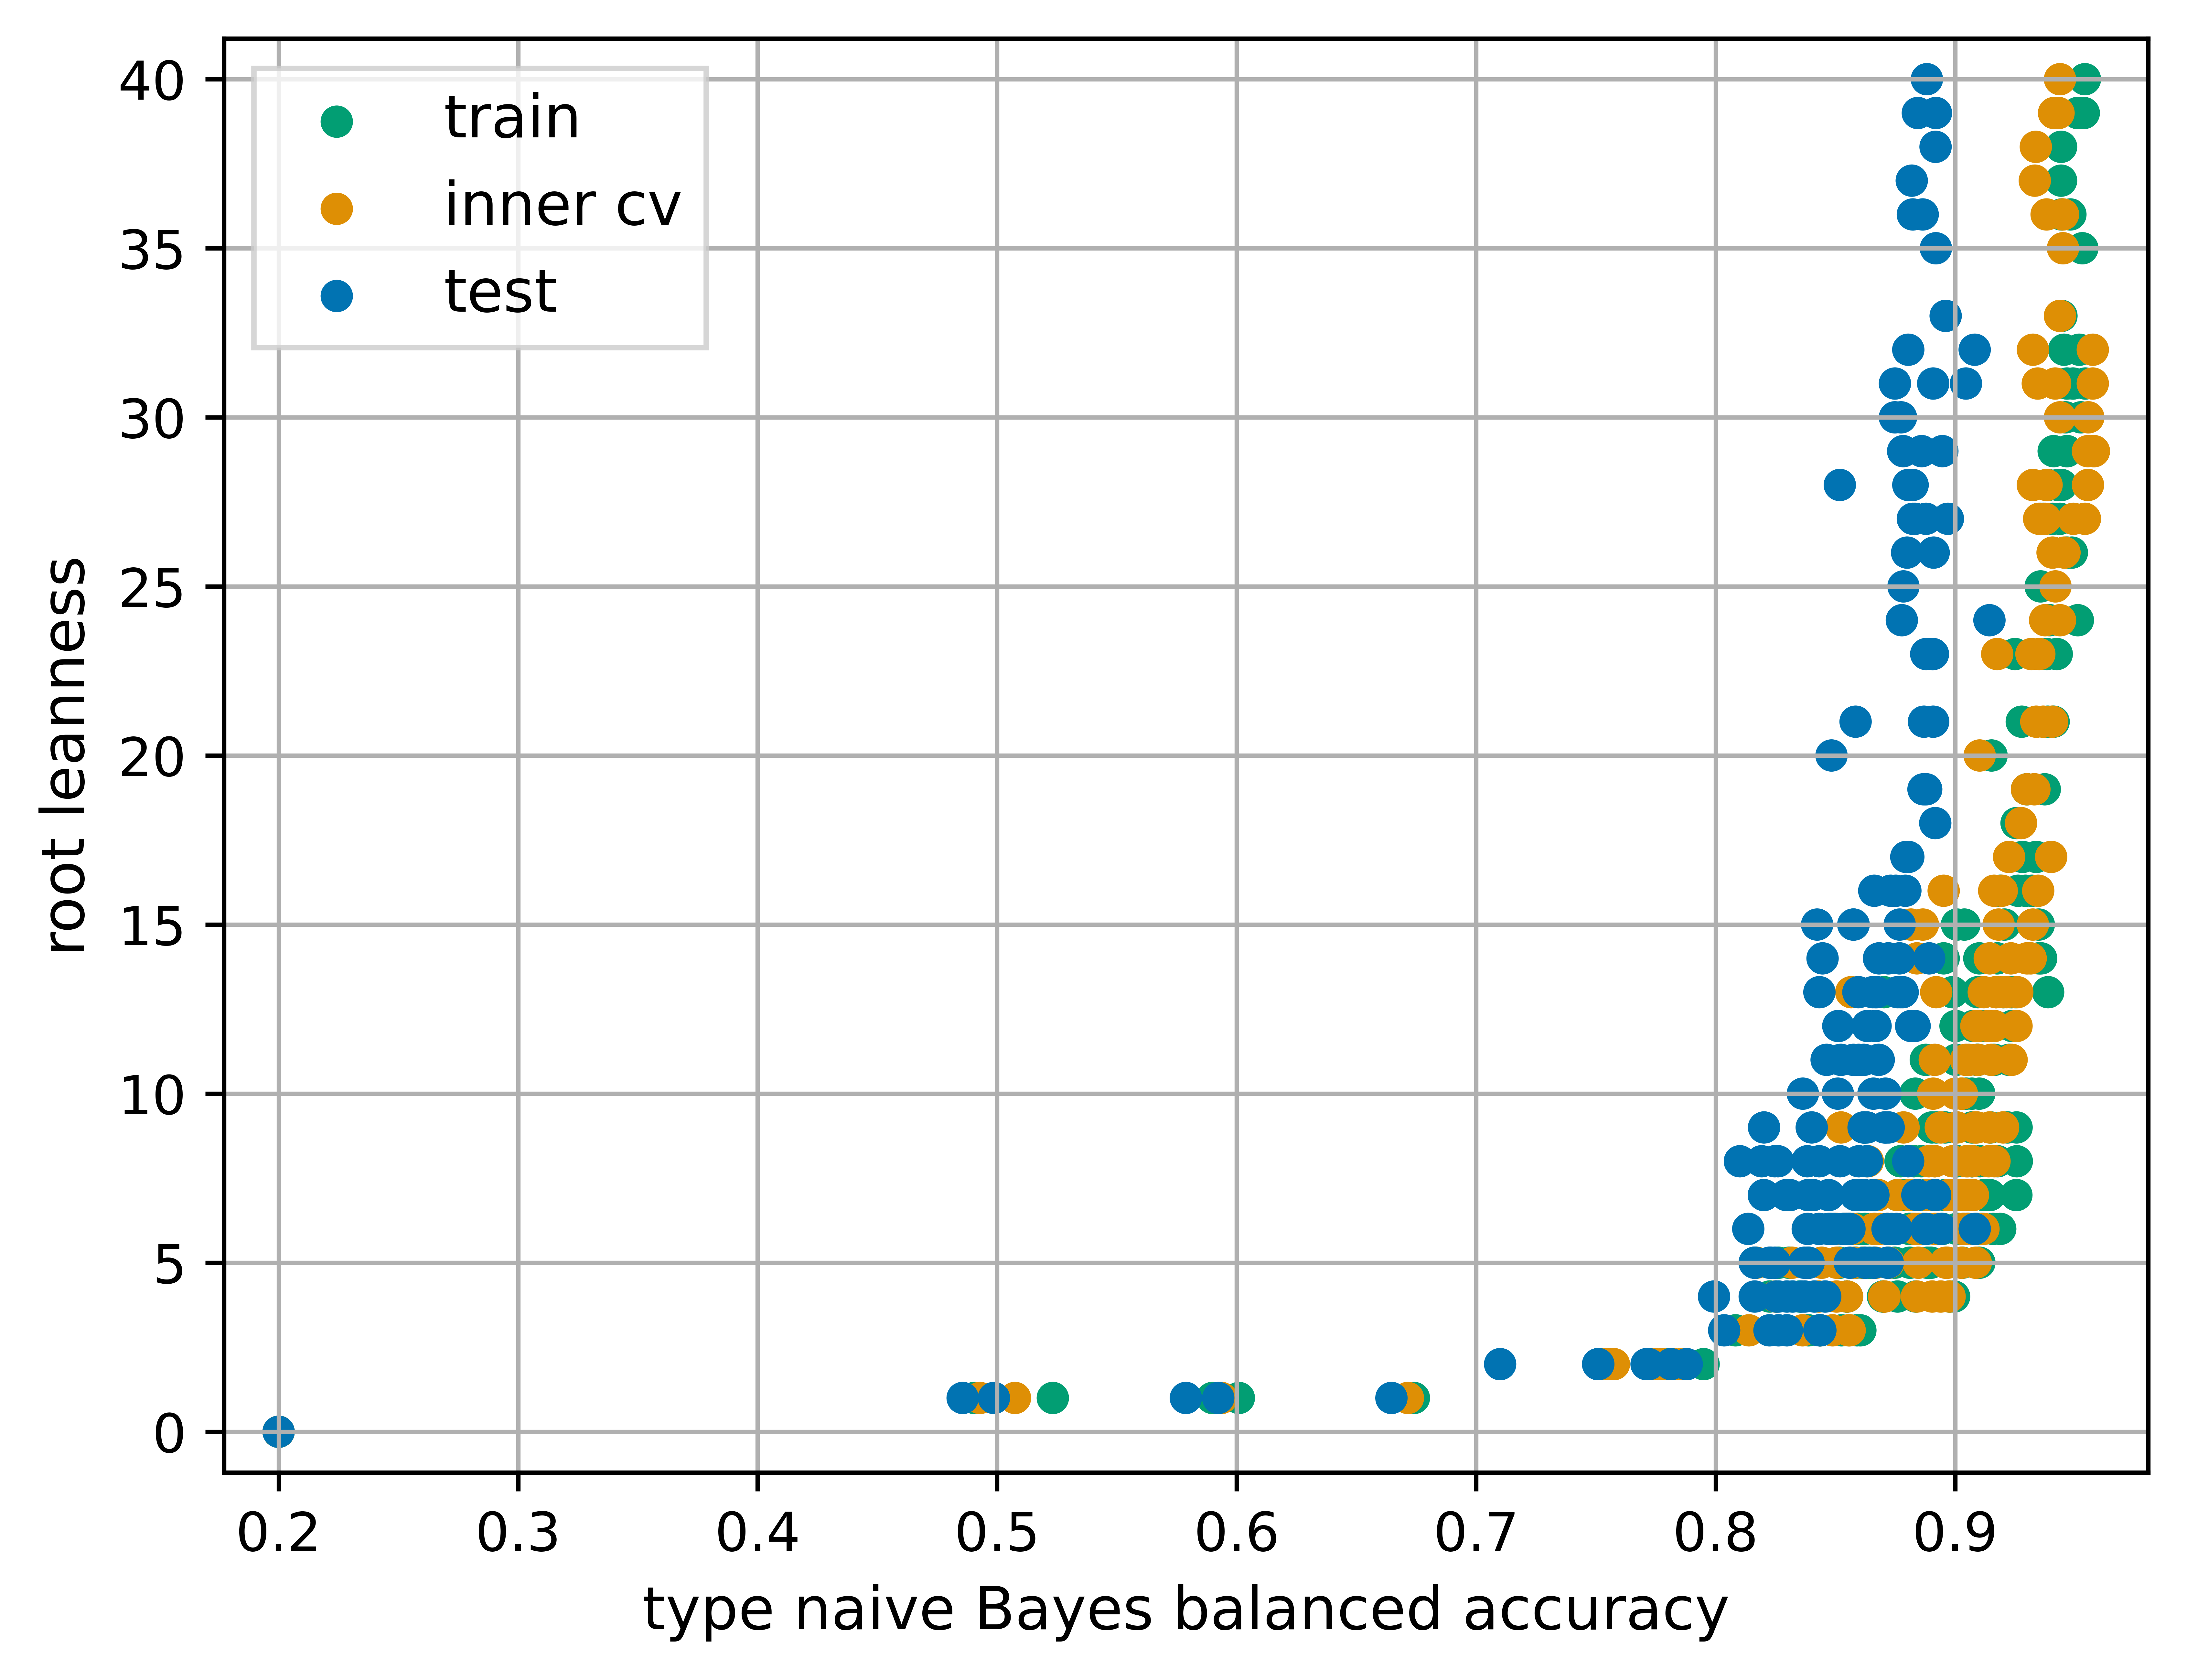 train
inner cv
test
40
35
30
25
20
15
10
5
0
root leanness
0.2 0.3 0.4 0.5 0.6 0.7 0.8 0.9
type naive Bayes balanced accuracy